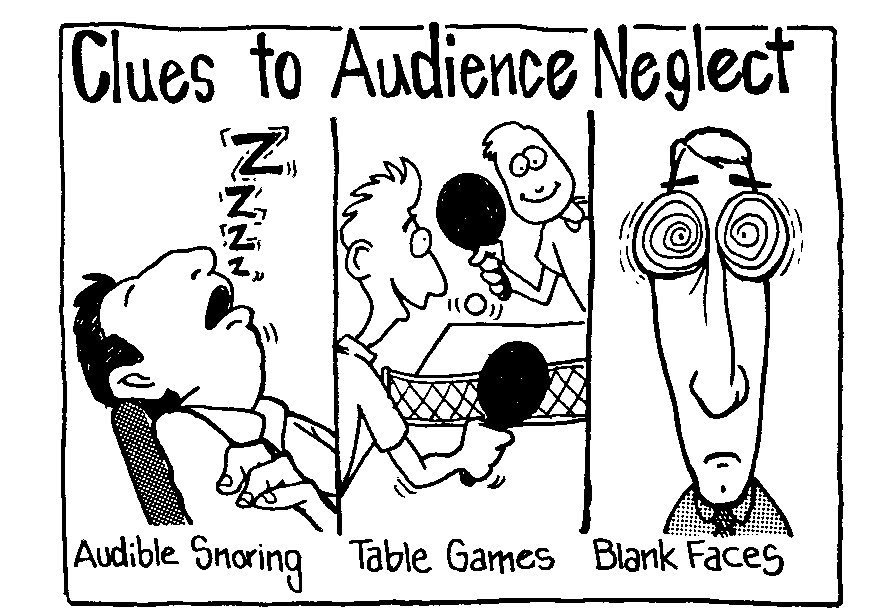 Clues to Audience Neglect
Z
Z
Z
Z
Audible Snoring
Table Games
Blank Faces